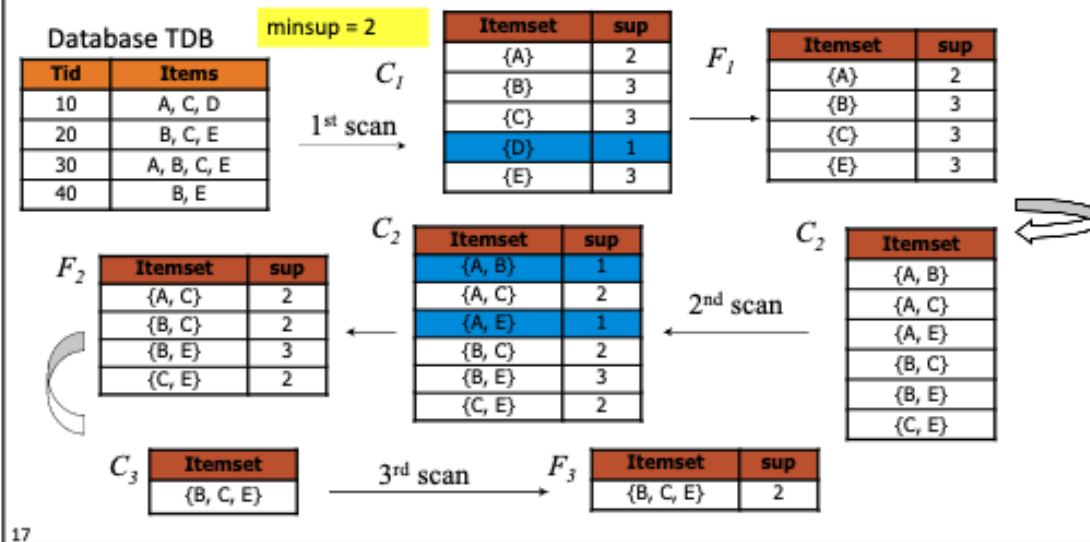 Database TDB
minsup = 2
Tid Items
10 A, C, D
20 B, C, E
30 A, B, C, E
40 B, E
1st scan
C1
Itemset sup
{A} 2
{B} 3
{C} 3
{D} 1
{E} 3
F1
Itemset sup
{A} 2
{B} 3
{C} 3
{E} 3
C2
Itemset
{A, B}
{A, C}
{A, E}
{B, C}
{B, E}
{C, E}
2nd scan
C2
Itemset sup
{A, B} 1
{A, C} 2
{A, E} 1
{B, C} 2
{B, E} 3
{C, E} 2
F2
Itemset sup
{A, C} 2
{B, C} 2
{B, E} 3
{C, E} 2
C3
Itemset
{B, C, E}
3rd scan
F3
Itemset sup
{B, C, E} 2
17